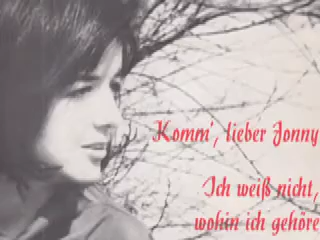 Komm', lieber Jonny
Ich weiß nicht,
wohin ich gehöre